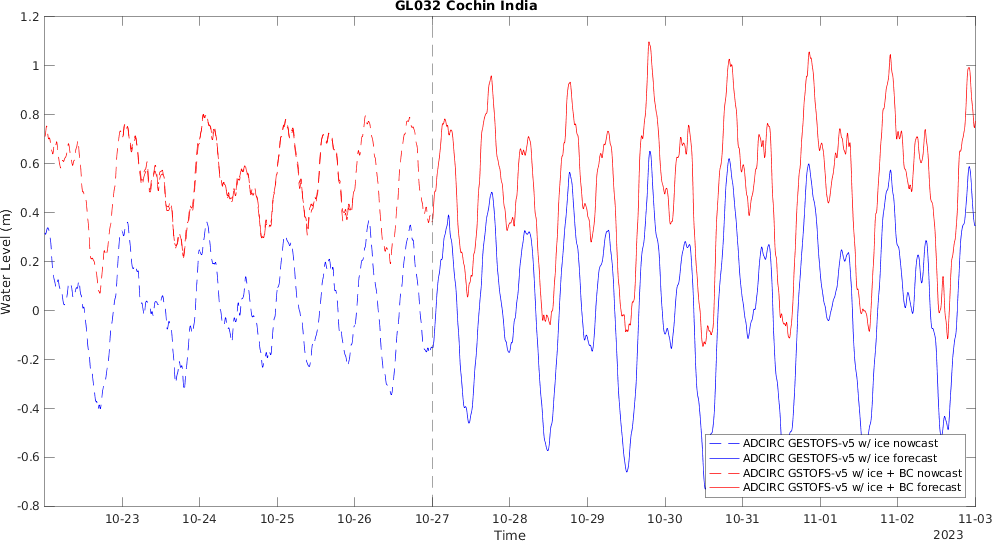 GL032 Cochin India
1.2
1
0.8
0.6
0.4
0.2
0
-0.2
-0.4
-0.6
-0.8
Water Level (m)
ADCIRC GESTOFS-v5 w/ ice nowcast
ADCIRC GESTOFS-v5 w/ ice forecast
ADCIRC GSTOFS-v5 w/ ice + BC nowcast
ADCIRC GSTOFS-v5 w/ ice + BC forecast
10-23 10-24 10-25 10-26 10-27 10-28 10-29 10-30 10-31 11-01 11-02 11-03
Time
2023